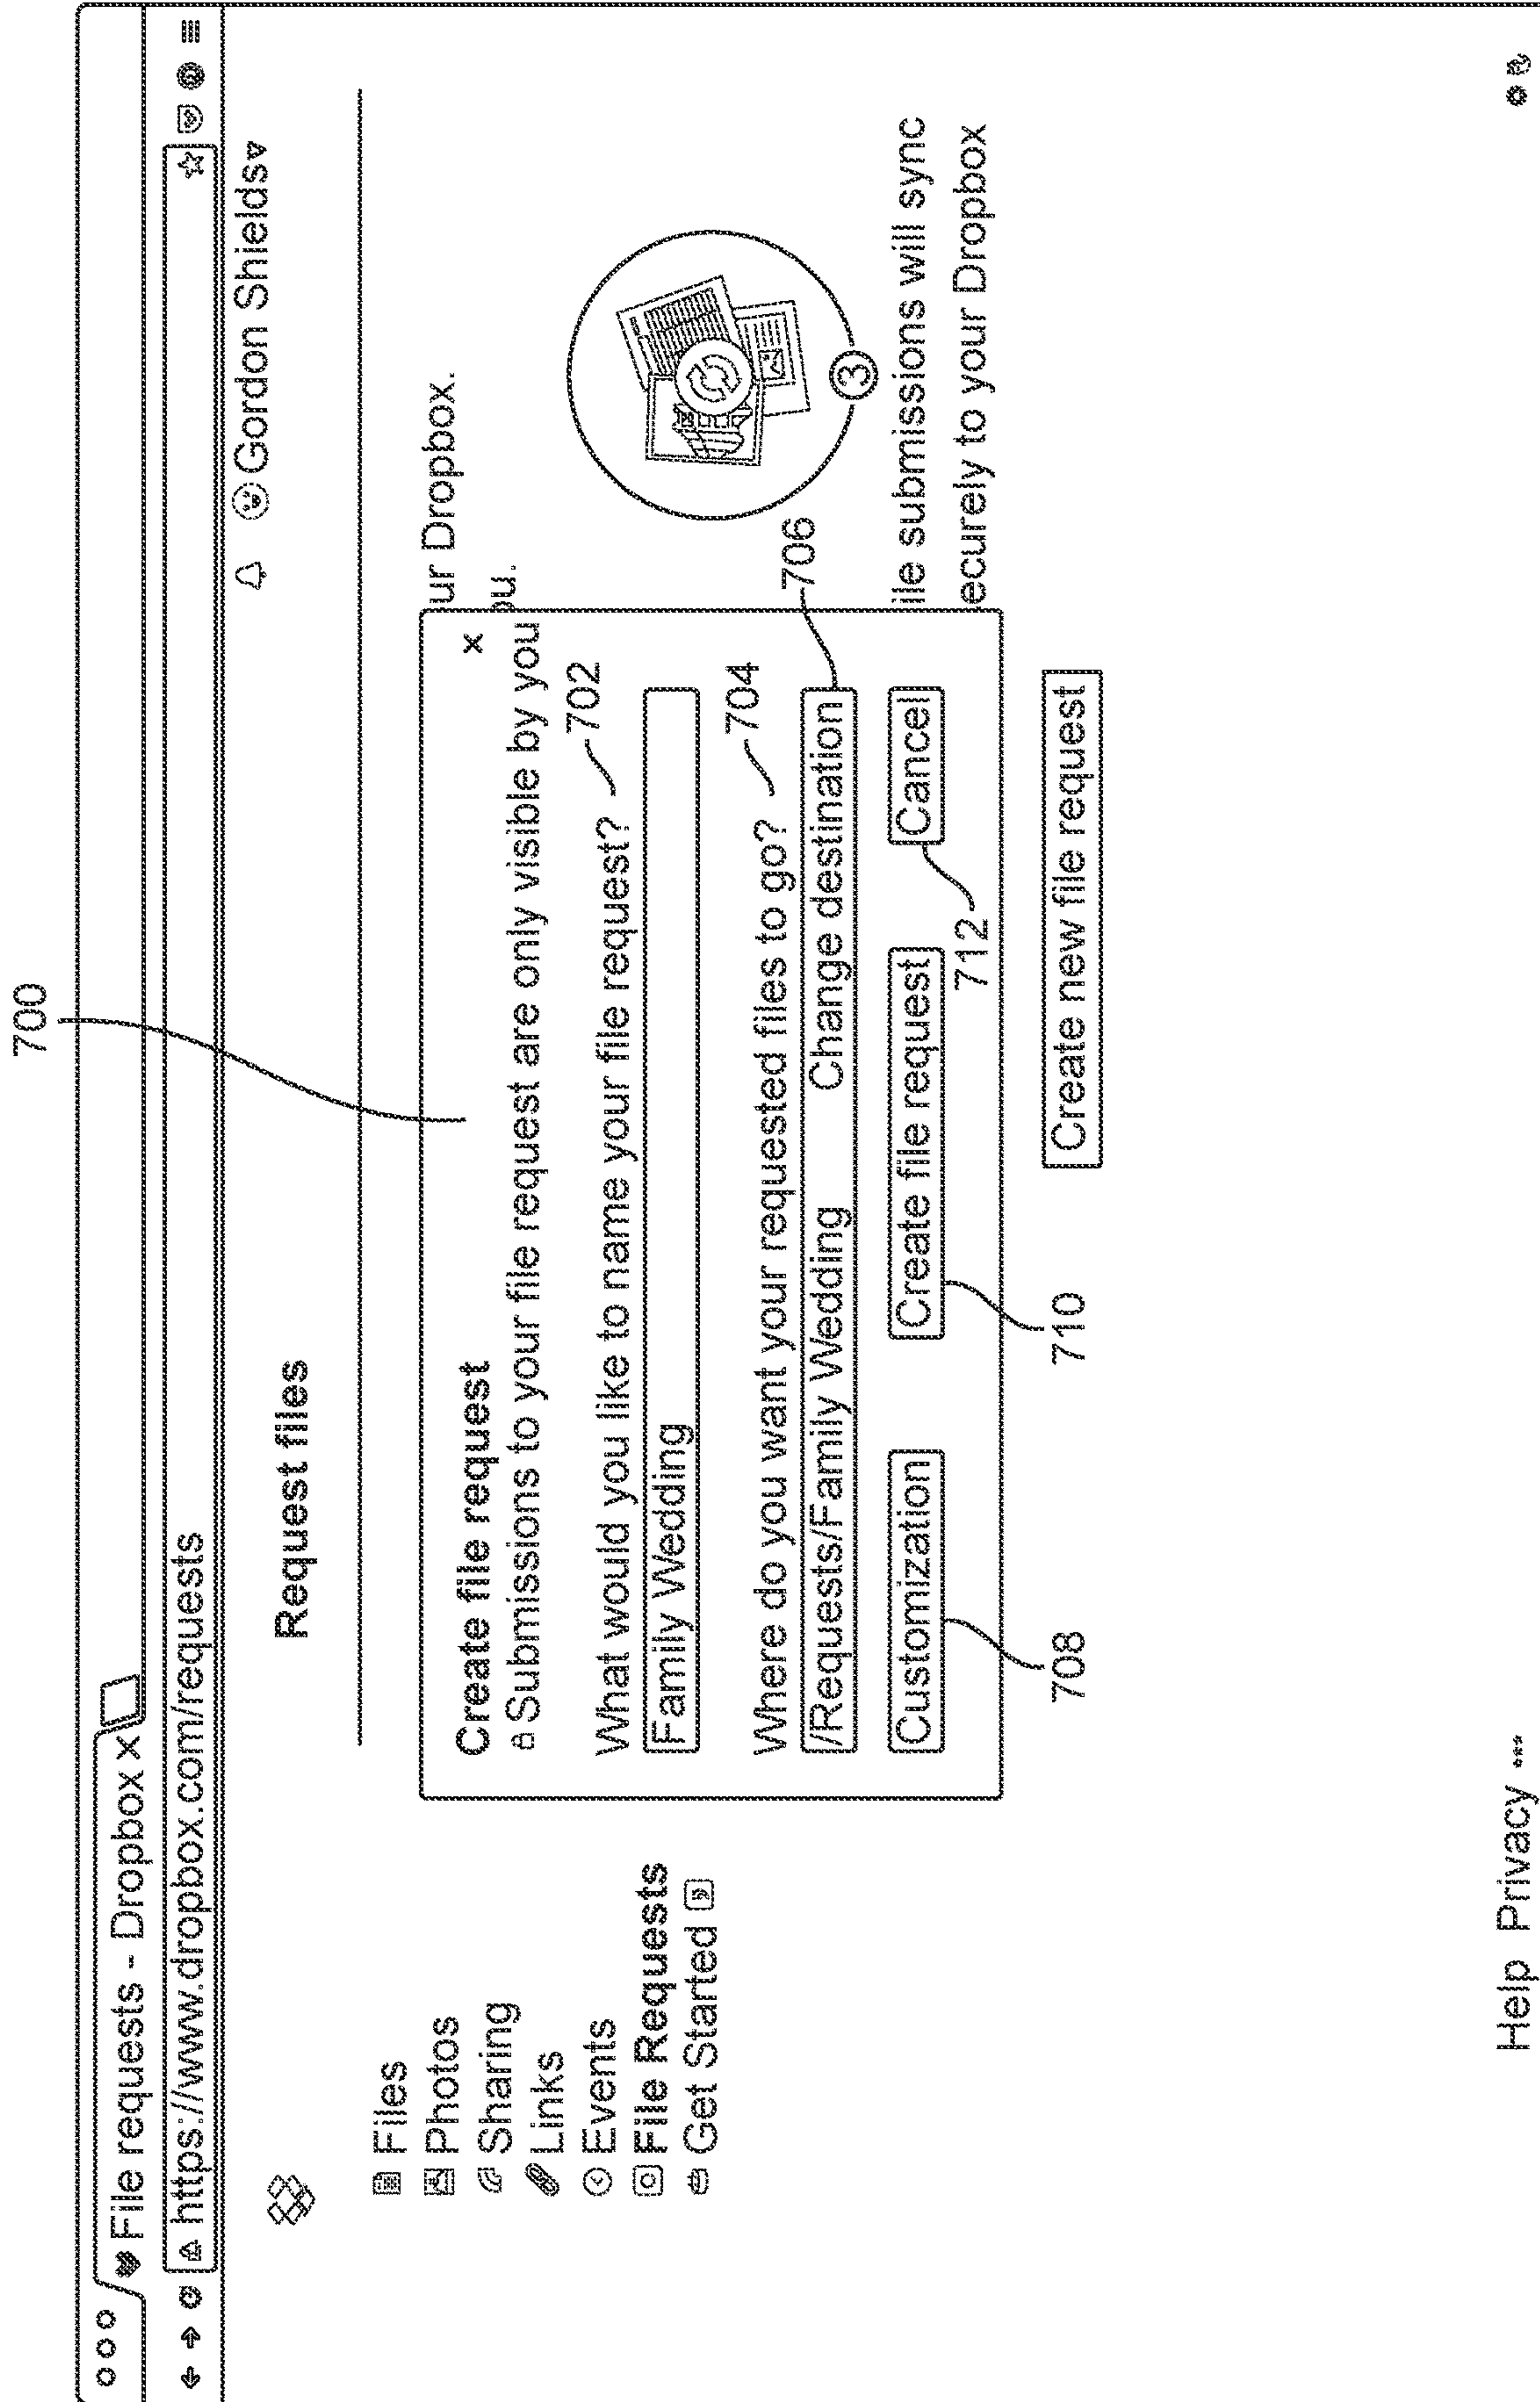 700
File requests - Dropbox X
https://www.dropbox.com/requests
Gordon Shields
Request files
Files
Photos
Sharing
Links
Events
File Requests
Get Started
ur Dropbox.
ou.
Create file request
x
Submissions to your file request are only visible by you
What would you like to name your file request? 702
Family Wedding
Where do you want your requested files to go? 704
/Requests/Family Wedding Change destination
706
Customization Create file request Cancel
712
708
710
3
ile submissions will sync
ecurely to your Dropbox
Create new file request
Help Privacy ...